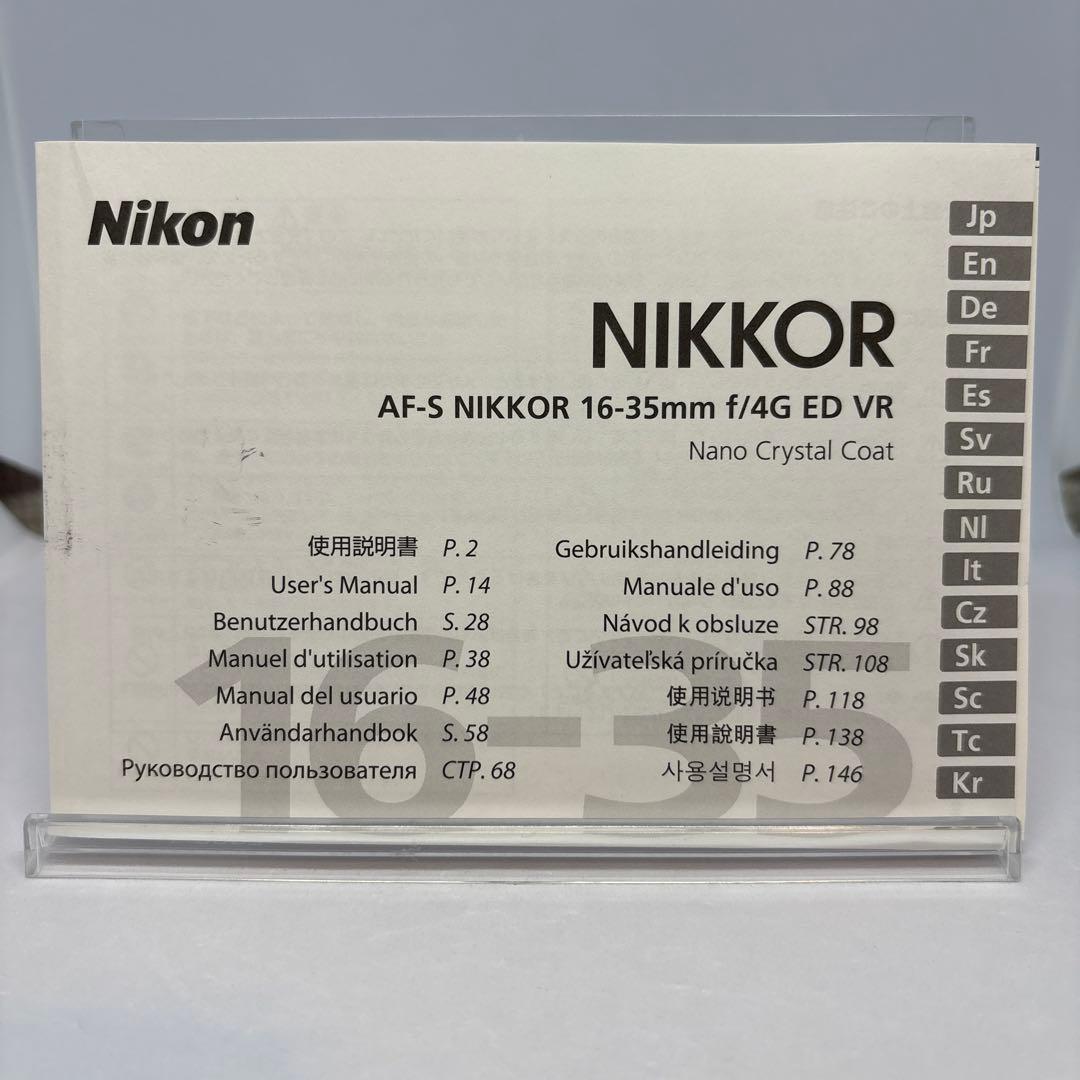 Nikon
NIKKOR
AF-S NIKKOR 16-35mm f/4G ED VR
Nano Crystal Coat
使用説明書 P. 2
User's Manual P. 14
Benutzerhandbuch S. 28
Manuel d'utilisation P. 38
Manual del usuario P. 48
Användarhandbok S. 58
Руководство пользователя СТР. 68
Gebruikshandleiding P. 78
Manuale d'uso P. 88
Návod k obsluze STR. 98
Užívateľská príručka STR. 108
使用说明书 P. 118
使用說明書 P. 138
사용설명서 P. 146
16-35
Jp
En
De
Fr
Es
Sv
Ru
Nl
It
Cz
Sk
Sc
Tc
Kr